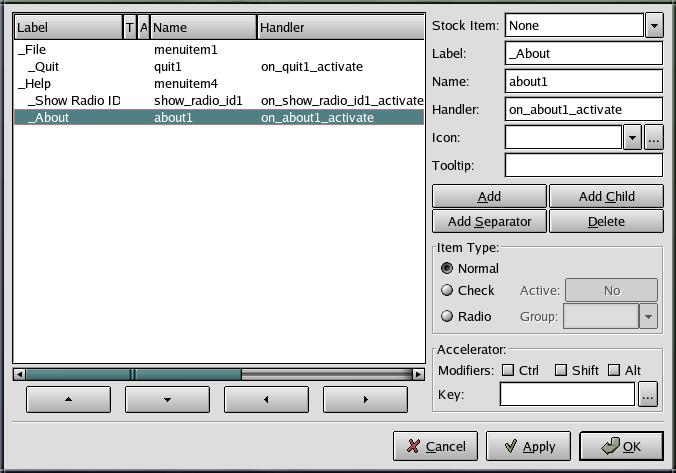 Label T A Name Handler
_File menuitem1
_Quit quit1 on_quit1_activate
_Help menuitem4
_Show Radio ID show_radio_id1 on_show_radio_id1_activate
_About about1 on_about1_activate
Stock Item: None
Label: _About
Name: about1
Handler: on_about1_activate
Icon: ...
Tooltip:
Add Add Child
Add Separator Delete
Item Type:
Normal
Check Active: No
Radio Group:
Accelerator:
Modifiers: Ctrl Shift Alt
Key: ...
Cancel Apply OK